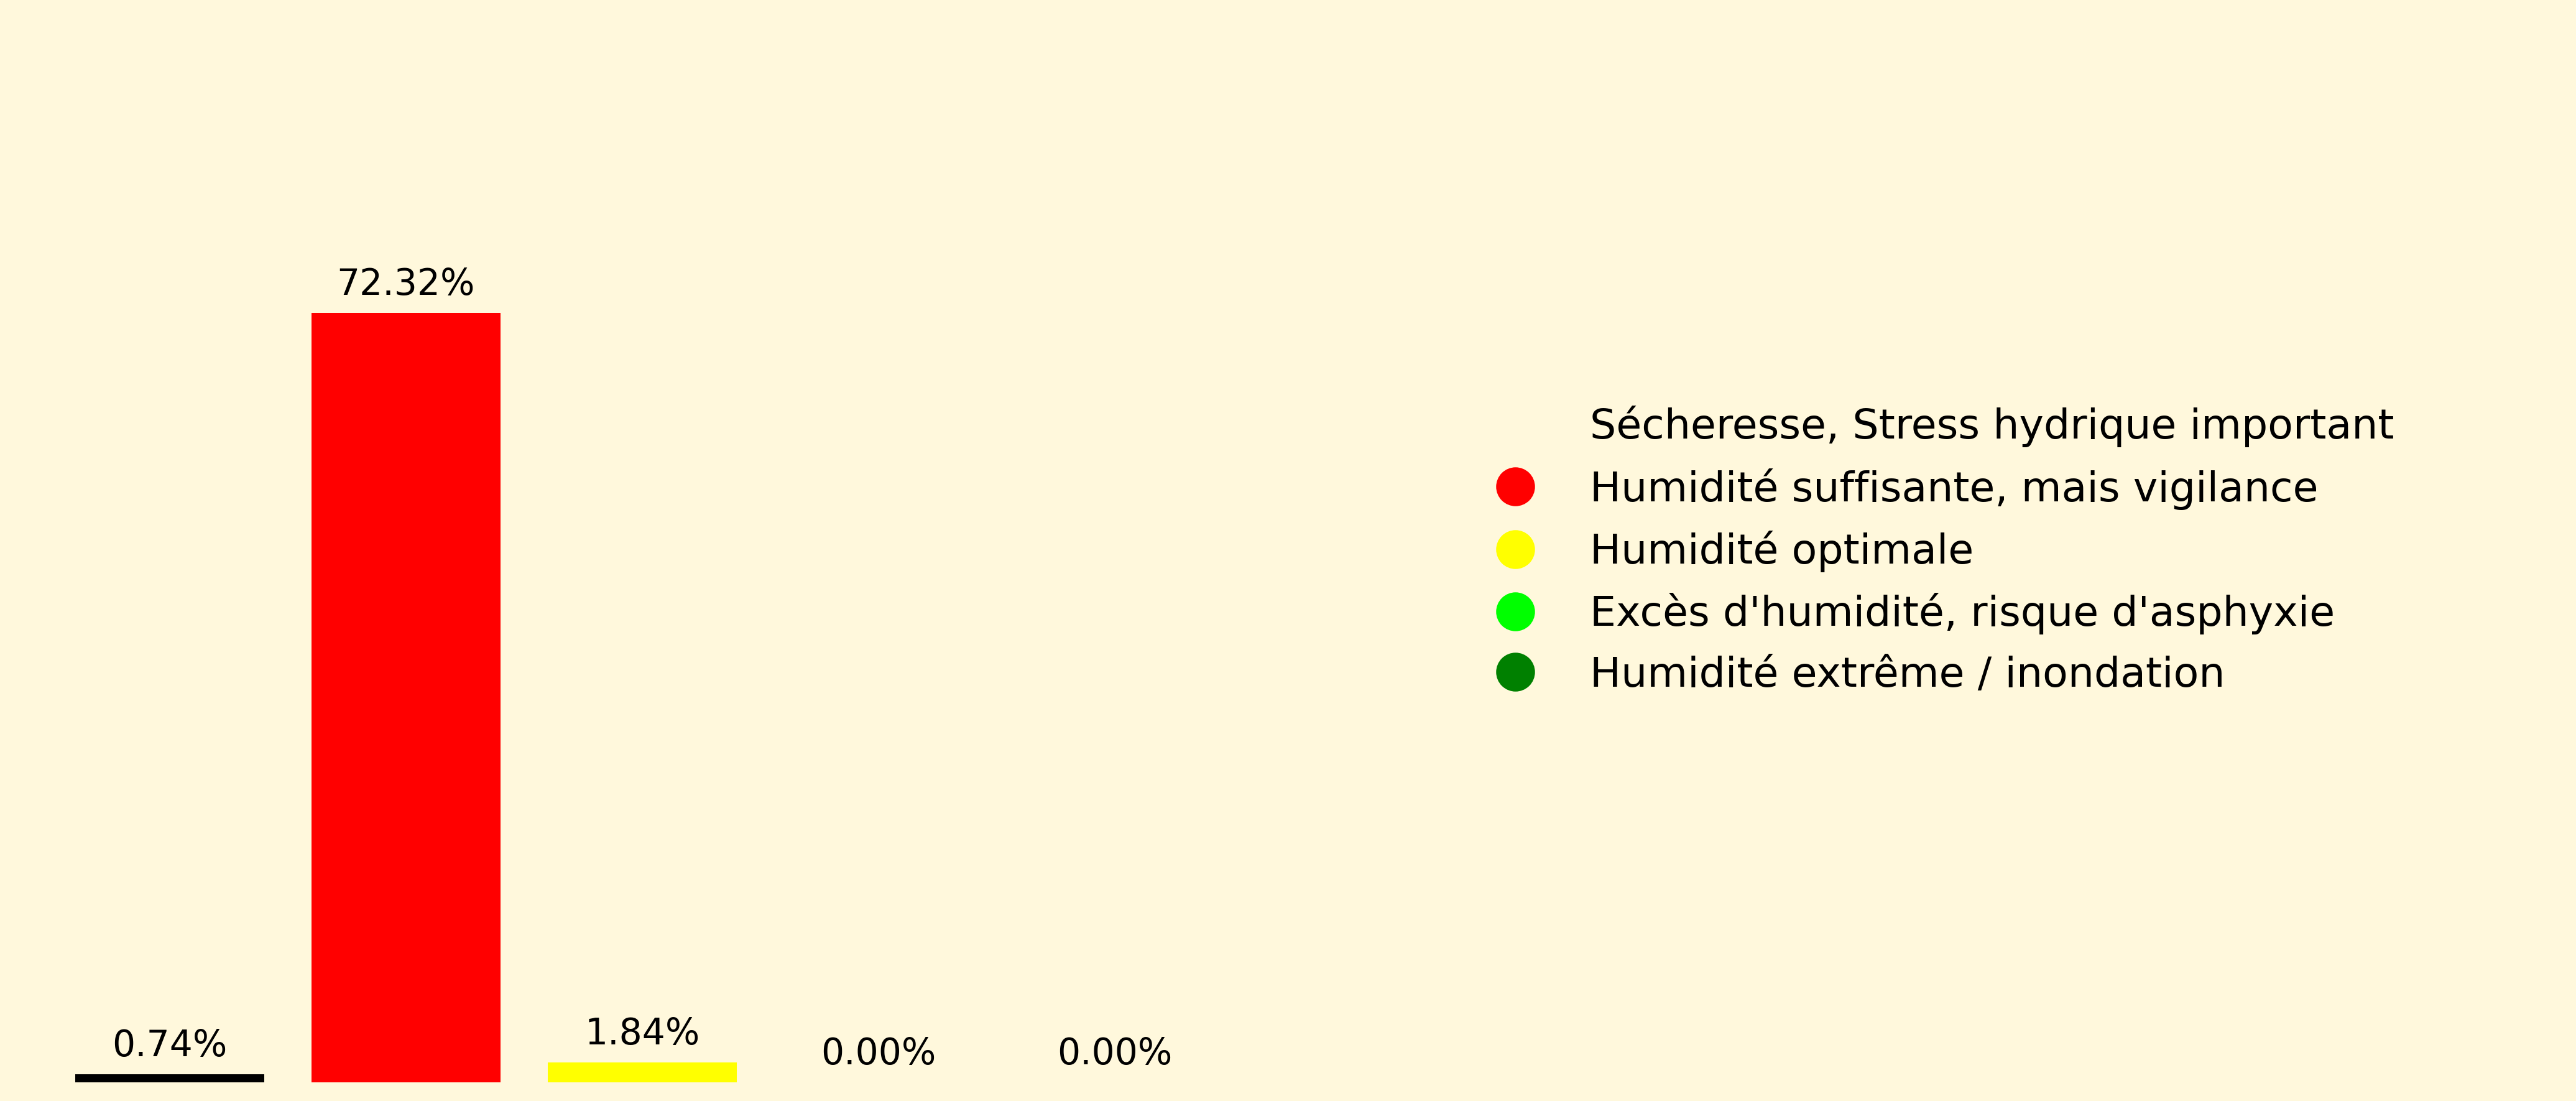 72.32%
0.74%
1.84%
0.00%
0.00%
Sécheresse, Stress hydrique important
Humidité suffisante, mais vigilance
Humidité optimale
Excès d'humidité, risque d'asphyxie
Humidité extrême / inondation